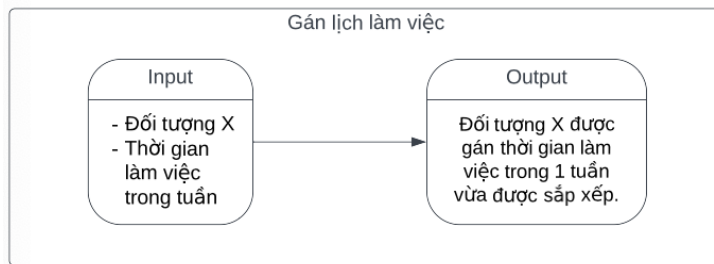 Gán lịch làm việc
Input
- Đối tượng X
- Thời gian
làm việc
trong tuần
Output
Đối tượng X được
gán thời gian làm
việc trong 1 tuần
vừa được sắp xếp.